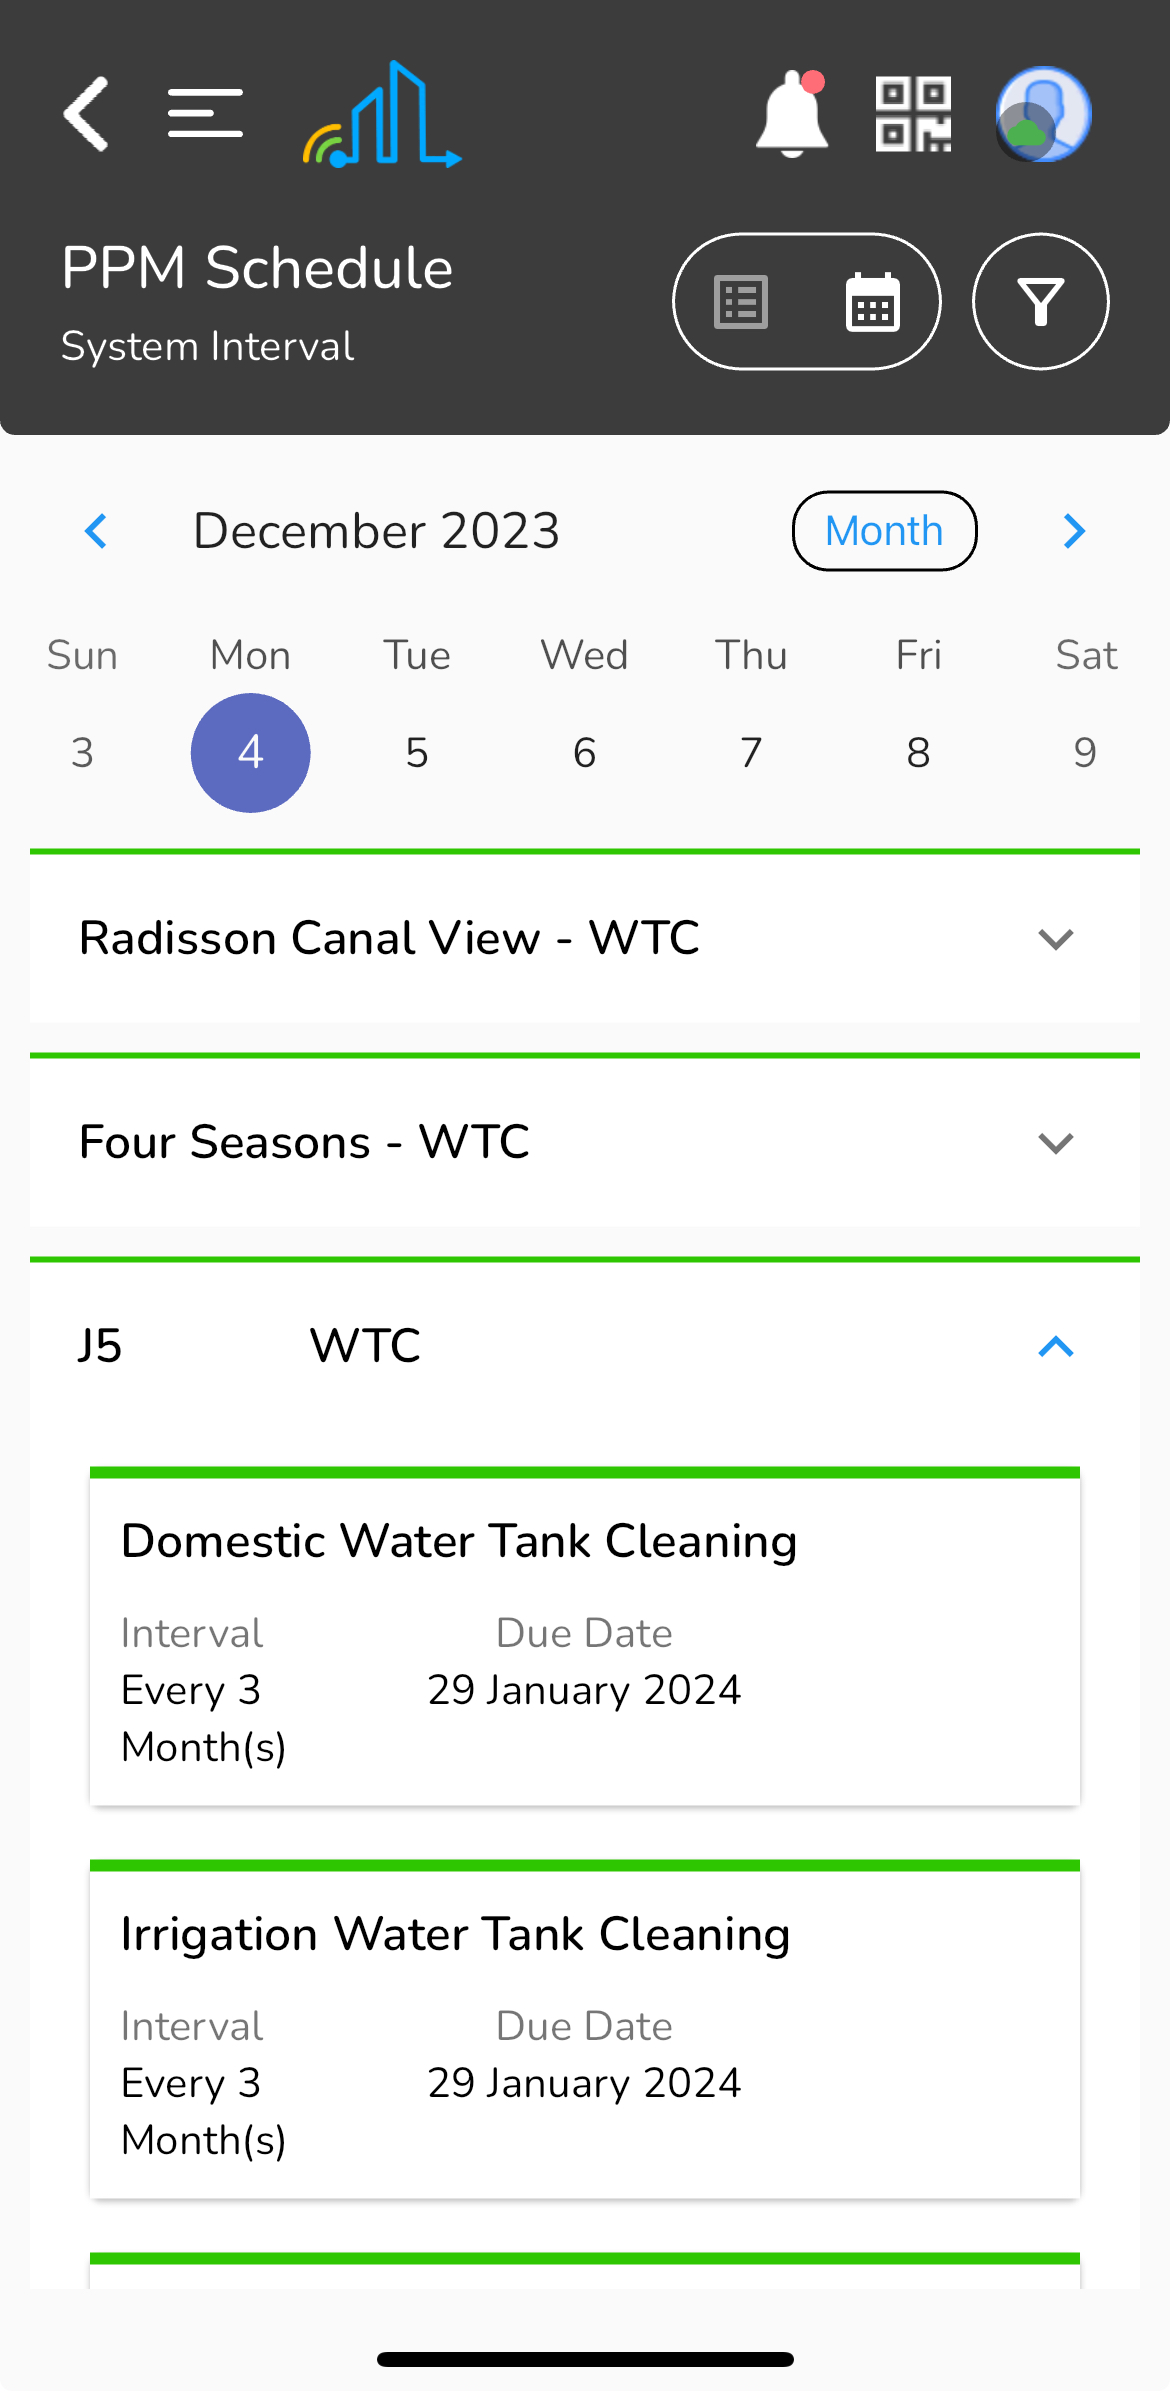 PPM Schedule
System Interval
December 2023
Month
Sun Mon Tue Wed Thu Fri Sat
3 4 5 6 7 8 9
Radisson Canal View - WTC
Four Seasons - WTC
J5 WTC
Domestic Water Tank Cleaning
Interval Due Date
Every 3 29 January 2024
Month(s)
Irrigation Water Tank Cleaning
Interval Due Date
Every 3 29 January 2024
Month(s)